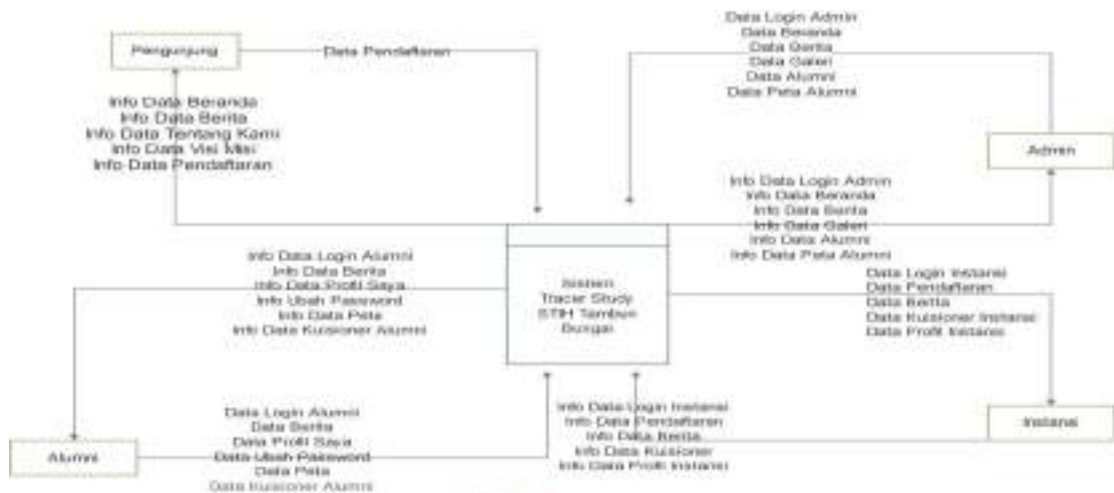 Pengunjung
Data Pendaftaran
Data Login Admin
Data Beranda
Data Berita
Data Galeri
Data Alumni
Data Peta Alumni
Info Data Beranda
Info Data Berita
Info Data Tentang Kami
Info Data Visi Misi
Info Data Pendaftaran
Admin
Info Data Login Admin
Info Data Beranda
Info Data Berita
Info Data Galeri
Info Data Alumni
Info Data Peta Alumni
Info Data Login Alumni
Info Data Berita
Info Data Profil Saya
Info Ubah Password
Info Data Peta
Info Data Kuisioner Alumni
Sistem
Tracer Study
STIH Tambun
Bungai
Data Login Instansi
Data Pendaftaran
Data Berita
Data Kuisioner Instansi
Data Profil Instansi
Data Login Alumni
Data Berita
Data Profil Saya
Data Ubah Password
Data Peta
Data Kuisioner Alumni
Info Data Login Instansi
Info Data Pendaftaran
Info Data Berita
Info Data Kuisioner
Info Data Profil Instansi
Instansi
Alumni